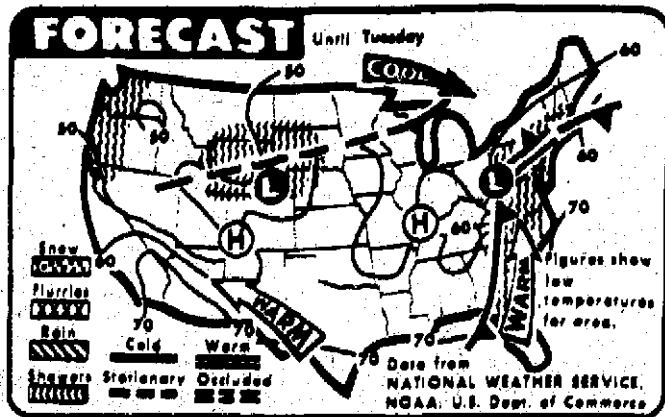 FORECAST
Until Tuesday
COOL
60
50
50
50
60
L
L
70
H
H
60
Snow
60
Flurries
Rain
70
Cold
Warm
WARM
70
70
70
WARM
Figures show
low
temperatures
for area.
Showers
Stationary
Occluded
Data from
NATIONAL WEATHER SERVICE,
NOAA, U.S. Dept. of Commerce